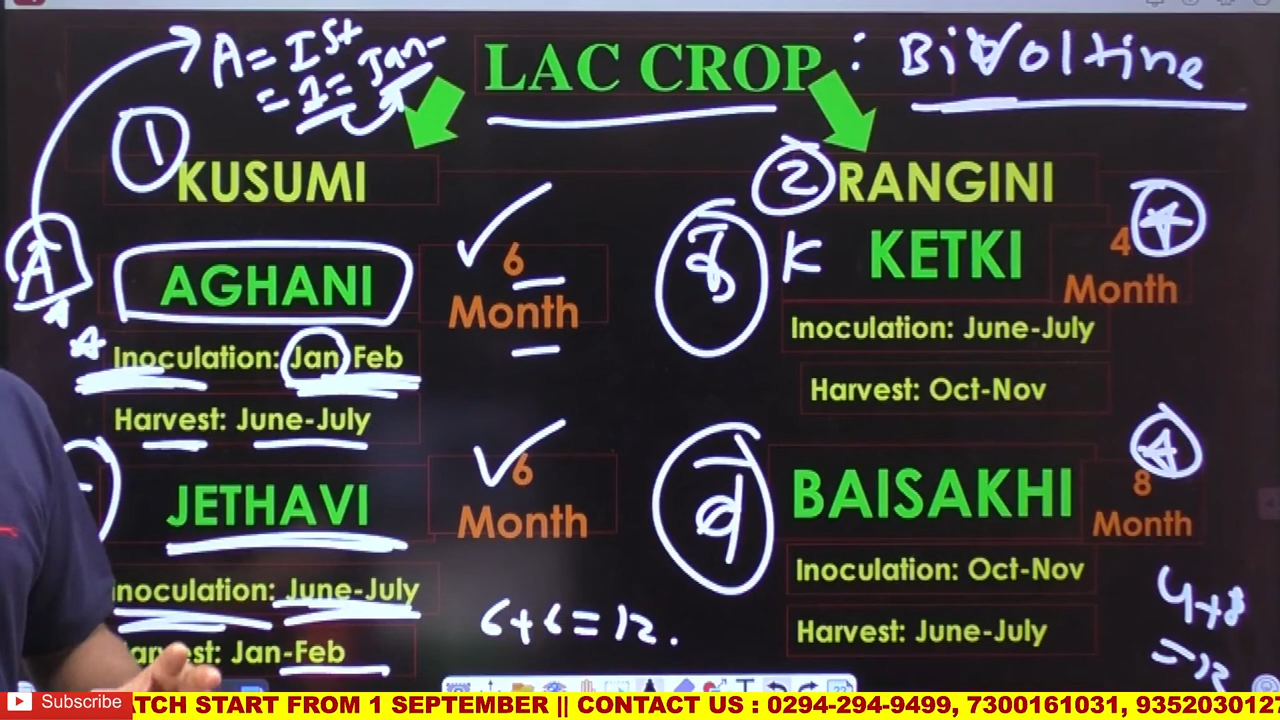 A = Ist
= 1 = Jan-
LAC CROP : Bivoltine
1
KUSUMI
AGHANI
A
6
Month
Inoculation: Jan-Feb
Harvest: June-July
JETHAVI
6
Month
Inoculation: June-July
Harvest: Jan-Feb
6+6=12.
2
RANGINI
K
KETKI
4
Month
Inoculation: June-July
Harvest: Oct-Nov
BAISAKHI
8
Month
Inoculation: Oct-Nov
Harvest: June-July
4+8
=12
Subscribe
ATCH START FROM 1 SEPTEMBER || CONTACT US : 0294-294-9499, 7300161031, 9352030127